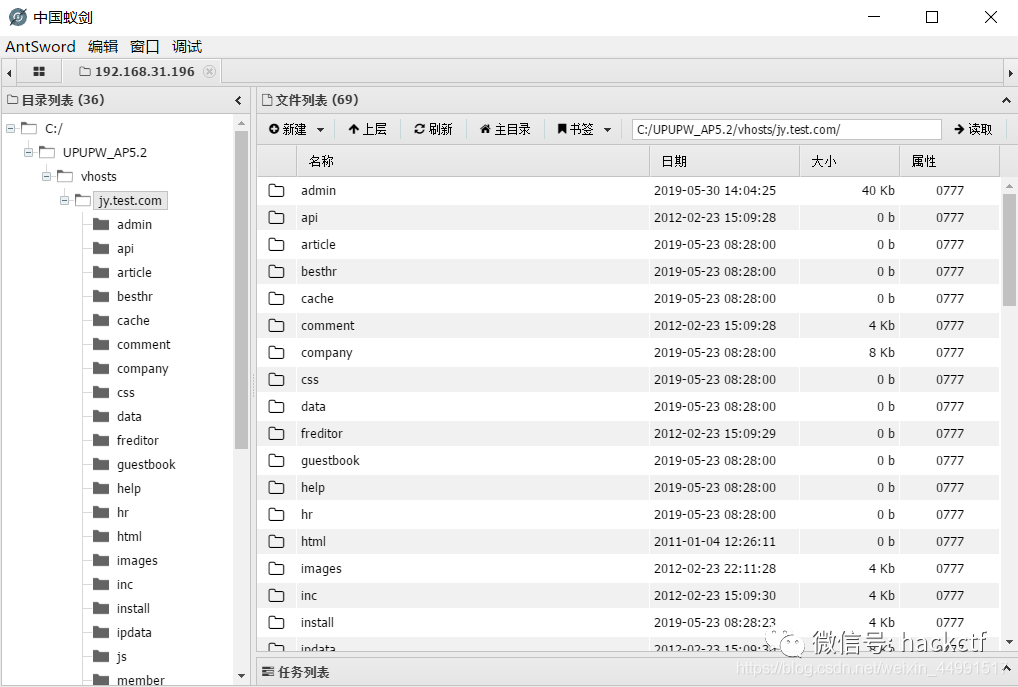 中国蚁剑
AntSword 编辑 窗口 调试
192.168.31.196
目录列表 (36)
C:/
UPUPW_AP5.2
vhosts
jy.test.com
admin
api
article
besthr
cache
comment
company
css
data
freditor
guestbook
help
hr
html
images
inc
install
ipdata
js
member
文件列表 (69)
新建 上层 刷新 主目录 书签 C:/UPUPW_AP5.2/vhosts/jy.test.com/ 读取
名称 日期 大小 属性
admin 2019-05-30 14:04:25 40 Kb 0777
api 2012-02-23 15:09:28 0 b 0777
article 2019-05-23 08:28:00 0 b 0777
besthr 2019-05-23 08:28:00 0 b 0777
cache 2019-05-23 08:28:00 0 b 0777
comment 2012-02-23 15:09:28 4 Kb 0777
company 2019-05-23 08:28:00 8 Kb 0777
css 2019-05-23 08:28:00 0 b 0777
data 2019-05-23 08:28:00 0 b 0777
freditor 2012-02-23 15:09:29 0 b 0777
guestbook 2019-05-23 08:28:00 0 b 0777
help 2019-05-23 08:28:00 0 b 0777
hr 2019-05-23 08:28:00 0 b 0777
html 2011-01-04 12:26:11 0 b 0777
images 2012-02-23 22:11:28 4 Kb 0777
inc 2012-02-23 15:09:30 4 Kb 0777
install 2019-05-23 08:28:23 4 Kb 0777
ipdata 2012-02-23
微信号: hackctf
任务列表